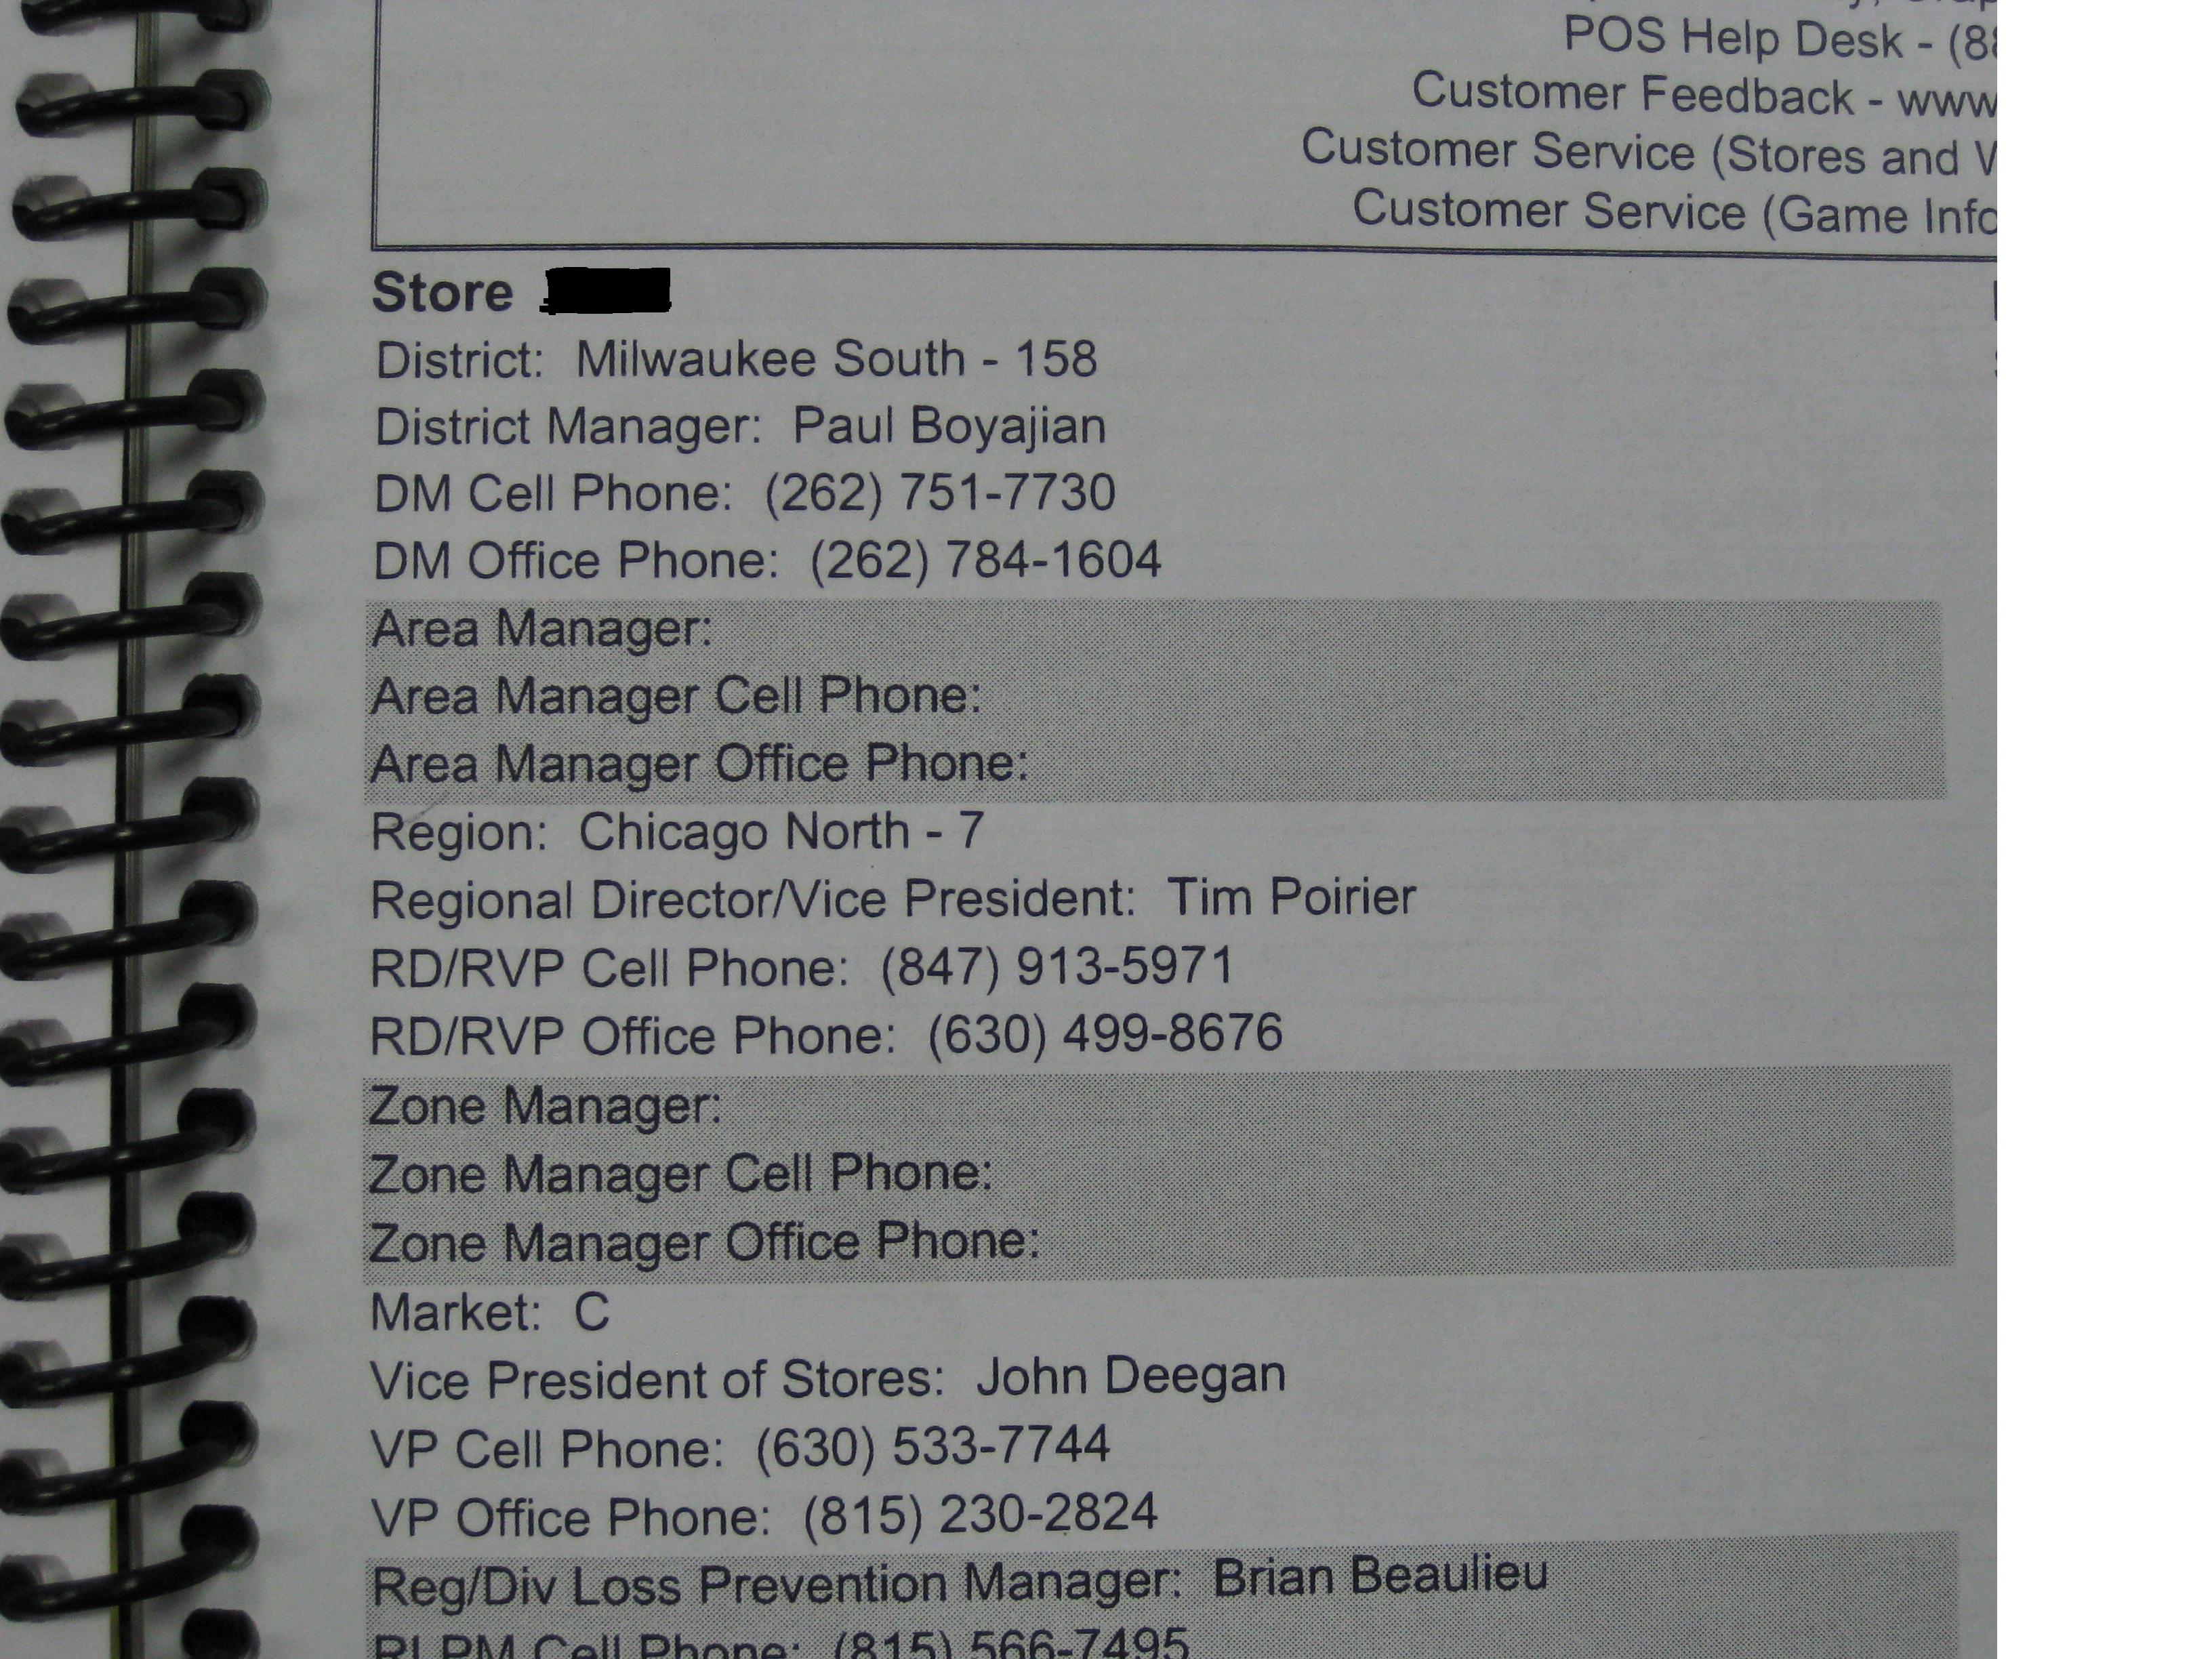 POS Help Desk - (8
Customer Feedback - www
Customer Service (Stores and
Customer Service (Game Info
Store
District: Milwaukee South - 158
District Manager: Paul Boyajian
DM Cell Phone: (262) 751-7730
DM Office Phone: (262) 784-1604
Area Manager:
Area Manager Cell Phone:
Area Manager Office Phone:
Region: Chicago North - 7
Regional Director/Vice President: Tim Poirier
RD/RVP Cell Phone: (847) 913-5971
RD/RVP Office Phone: (630) 499-8676
Zone Manager:
Zone Manager Cell Phone:
Zone Manager Office Phone:
Market: C
Vice President of Stores: John Deegan
VP Cell Phone: (630) 533-7744
VP Office Phone: (815) 230-2824
Reg/Div Loss Prevention Manager: Brian Beaulieu
RLPM Cell Phone: (815) 566-7495